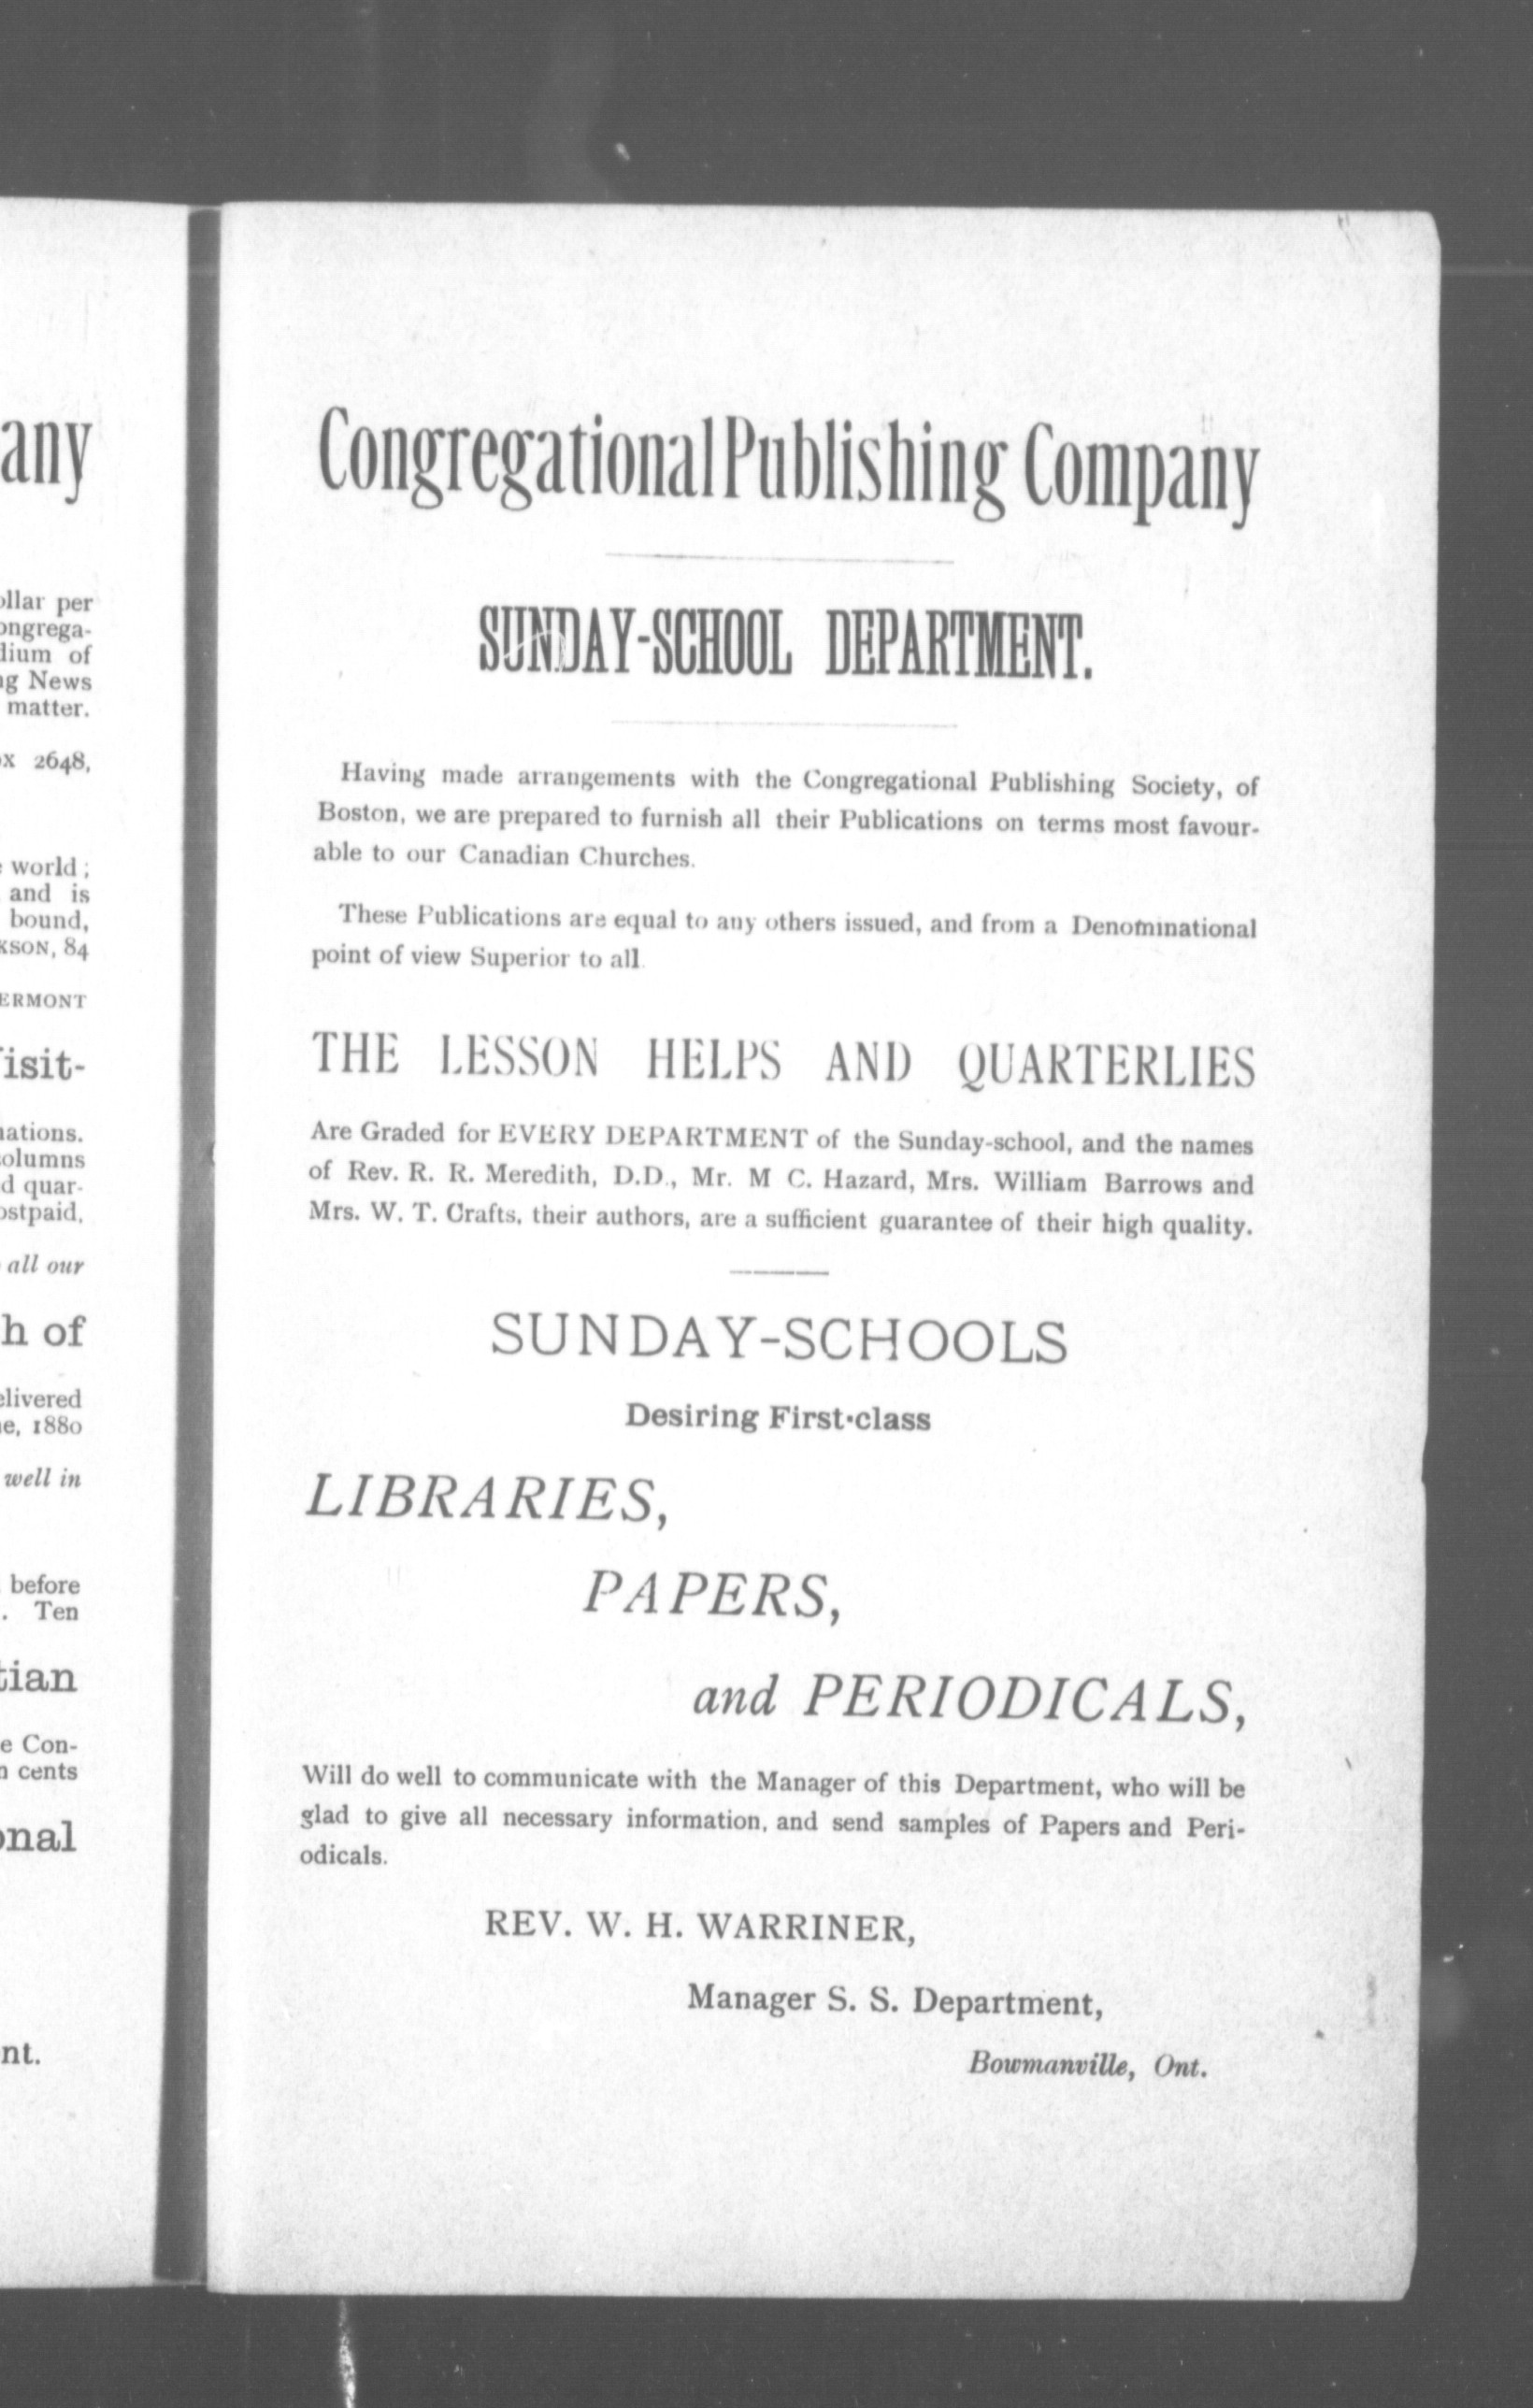 any
ollar per
ongrega-
dium of
ng News
matter.
ox 2648,
world ;
and is
bound,
KSON, 84
ERMONT
isit-
nations.
columns
d quar-
ostpaid,
all our
h of
elivered
ne, 1880
well in
before
. Ten
tian
e Con-
n cents
onal
nt.
Congregational Publishing Company
SUNDAY-SCHOOL DEPARTMENT.
Having made arrangements with the Congregational Publishing Society, of
Boston, we are prepared to furnish all their Publications on terms most favour-
able to our Canadian Churches.
These Publications are equal to any others issued, and from a Denominational
point of view Superior to all.
THE LESSON HELPS AND QUARTERLIES
Are Graded for EVERY DEPARTMENT of the Sunday-school, and the names
of Rev. R. R. Meredith, D.D., Mr. M C. Hazard, Mrs. William Barrows and
Mrs. W. T. Crafts, their authors, are a sufficient guarantee of their high quality.
SUNDAY-SCHOOLS
Desiring First-class
LIBRARIES,
PAPERS,
and PERIODICALS,
Will do well to communicate with the Manager of this Department, who will be
glad to give all necessary information, and send samples of Papers and Peri-
odicals.
REV. W. H. WARRINER,
Manager S. S. Department,
Bowmanville, Ont.